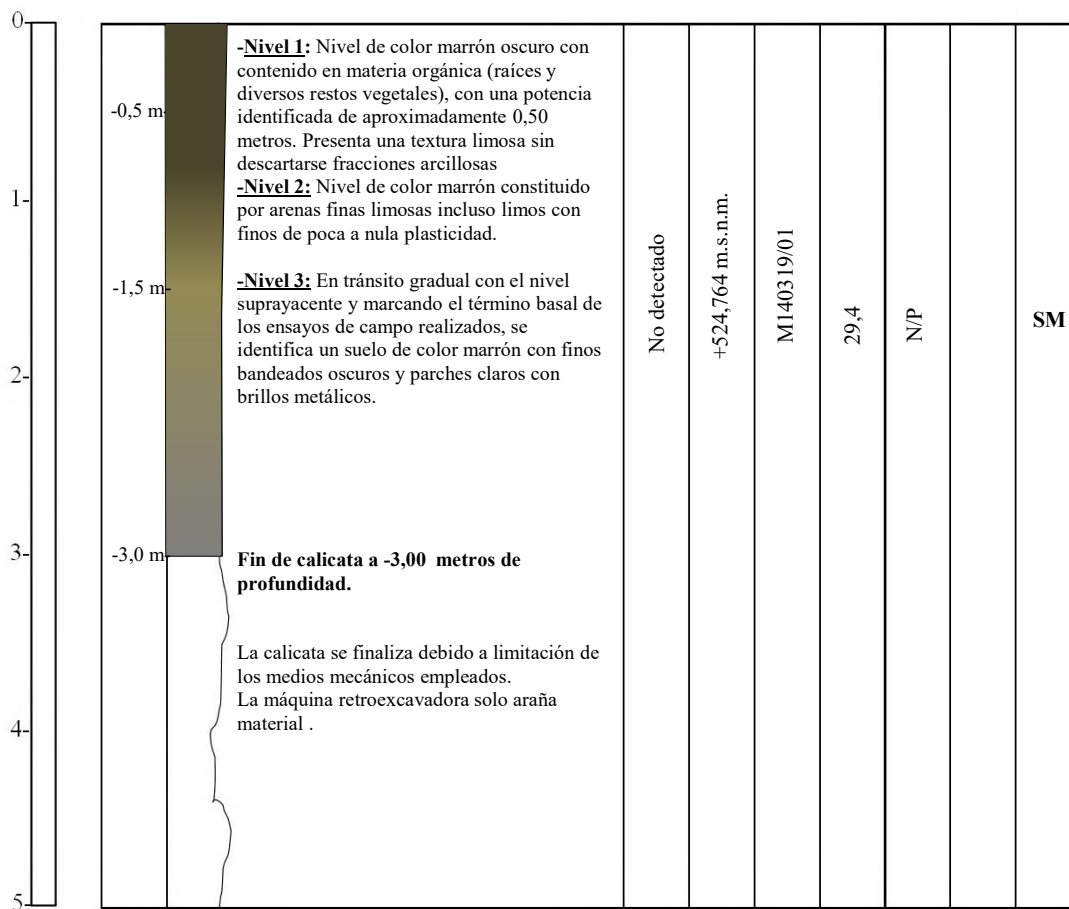 0
-0,5 m
1-
-1,5 m
2-
3-
-3,0 m
4-
5
-Nivel 1: Nivel de color marrón oscuro con
contenido en materia orgánica (raíces y
diversos restos vegetales), con una potencia
identificada de aproximadamente 0,50
metros. Presenta una textura limosa sin
descartarse fracciones arcillosas
-Nivel 2: Nivel de color marrón constituido
por arenas finas limosas incluso limos con
finos de poca a nula plasticidad.
-Nivel 3: En tránsito gradual con el nivel
suprayacente y marcando el término basal de
los ensayos de campo realizados, se
identifica un suelo de color marrón con finos
bandeados oscuros y parches claros con
brillos metálicos.
Fin de calicata a -3,00 metros de
profundidad.
La calicata se finaliza debido a limitación de
los medios mecánicos empleados.
La máquina retroexcavadora solo araña
material .
No detectado
+524,764 m.s.n.m.
M140319/01
29,4
N/P
SM